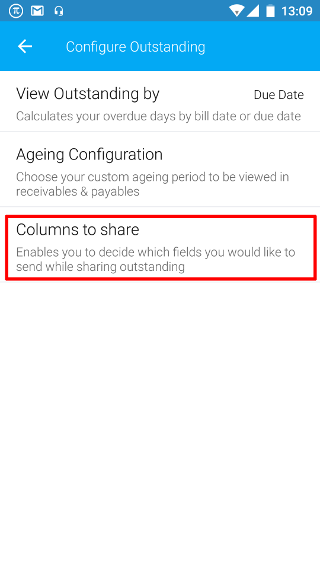 13:09
Configure Outstanding
View Outstanding by Due Date
Calculates your overdue days by bill date or due date
Ageing Configuration
Choose your custom ageing period to be viewed in
receivables & payables
Columns to share
Enables you to decide which fields you would like to
send while sharing outstanding